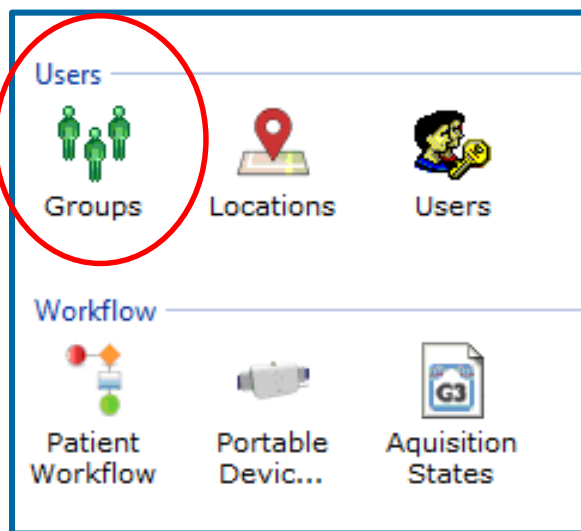 Users
Groups Locations Users
Workflow
G3
Patient Portable Aquisition
Workflow Devic... States